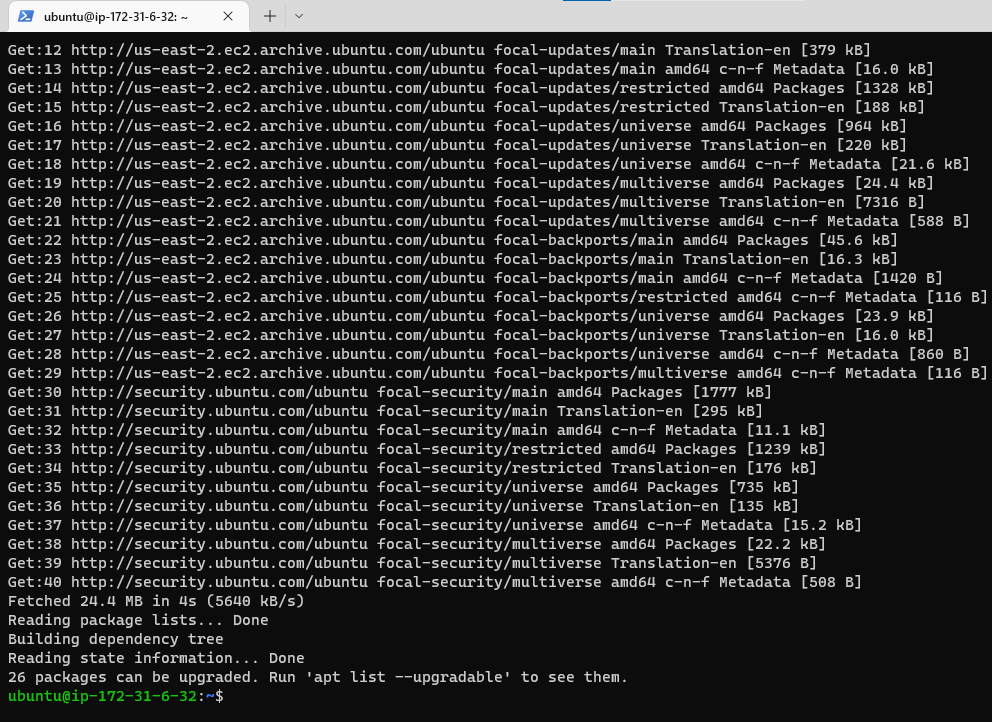 ubuntu@ip-172-31-6-32: ~
Get:12 http://us-east-2.ec2.archive.ubuntu.com/ubuntu focal-updates/main Translation-en [379 kB]
Get:13 http://us-east-2.ec2.archive.ubuntu.com/ubuntu focal-updates/main amd64 c-n-f Metadata [16.0 kB]
Get:14 http://us-east-2.ec2.archive.ubuntu.com/ubuntu focal-updates/restricted amd64 Packages [1328 kB]
Get:15 http://us-east-2.ec2.archive.ubuntu.com/ubuntu focal-updates/restricted Translation-en [188 kB]
Get:16 http://us-east-2.ec2.archive.ubuntu.com/ubuntu focal-updates/universe amd64 Packages [964 kB]
Get:17 http://us-east-2.ec2.archive.ubuntu.com/ubuntu focal-updates/universe Translation-en [220 kB]
Get:18 http://us-east-2.ec2.archive.ubuntu.com/ubuntu focal-updates/universe amd64 c-n-f Metadata [21.6 kB]
Get:19 http://us-east-2.ec2.archive.ubuntu.com/ubuntu focal-updates/multiverse amd64 Packages [24.4 kB]
Get:20 http://us-east-2.ec2.archive.ubuntu.com/ubuntu focal-updates/multiverse Translation-en [7316 B]
Get:21 http://us-east-2.ec2.archive.ubuntu.com/ubuntu focal-updates/multiverse amd64 c-n-f Metadata [588 B]
Get:22 http://us-east-2.ec2.archive.ubuntu.com/ubuntu focal-backports/main amd64 Packages [45.6 kB]
Get:23 http://us-east-2.ec2.archive.ubuntu.com/ubuntu focal-backports/main Translation-en [16.3 kB]
Get:24 http://us-east-2.ec2.archive.ubuntu.com/ubuntu focal-backports/main amd64 c-n-f Metadata [1420 B]
Get:25 http://us-east-2.ec2.archive.ubuntu.com/ubuntu focal-backports/restricted amd64 c-n-f Metadata [116 B]
Get:26 http://us-east-2.ec2.archive.ubuntu.com/ubuntu focal-backports/universe amd64 Packages [23.9 kB]
Get:27 http://us-east-2.ec2.archive.ubuntu.com/ubuntu focal-backports/universe Translation-en [16.0 kB]
Get:28 http://us-east-2.ec2.archive.ubuntu.com/ubuntu focal-backports/universe amd64 c-n-f Metadata [860 B]
Get:29 http://us-east-2.ec2.archive.ubuntu.com/ubuntu focal-backports/multiverse amd64 c-n-f Metadata [116 B]
Get:30 http://security.ubuntu.com/ubuntu focal-security/main amd64 Packages [1777 kB]
Get:31 http://security.ubuntu.com/ubuntu focal-security/main Translation-en [295 kB]
Get:32 http://security.ubuntu.com/ubuntu focal-security/main amd64 c-n-f Metadata [11.1 kB]
Get:33 http://security.ubuntu.com/ubuntu focal-security/restricted amd64 Packages [1239 kB]
Get:34 http://security.ubuntu.com/ubuntu focal-security/restricted Translation-en [176 kB]
Get:35 http://security.ubuntu.com/ubuntu focal-security/universe amd64 Packages [735 kB]
Get:36 http://security.ubuntu.com/ubuntu focal-security/universe Translation-en [135 kB]
Get:37 http://security.ubuntu.com/ubuntu focal-security/universe amd64 c-n-f Metadata [15.2 kB]
Get:38 http://security.ubuntu.com/ubuntu focal-security/multiverse amd64 Packages [22.2 kB]
Get:39 http://security.ubuntu.com/ubuntu focal-security/multiverse Translation-en [5376 B]
Get:40 http://security.ubuntu.com/ubuntu focal-security/multiverse amd64 c-n-f Metadata [508 B]
Fetched 24.4 MB in 4s (5640 kB/s)
Reading package lists... Done
Building dependency tree
Reading state information... Done
26 packages can be upgraded. Run 'apt list --upgradable' to see them.
ubuntu@ip-172-31-6-32:~$